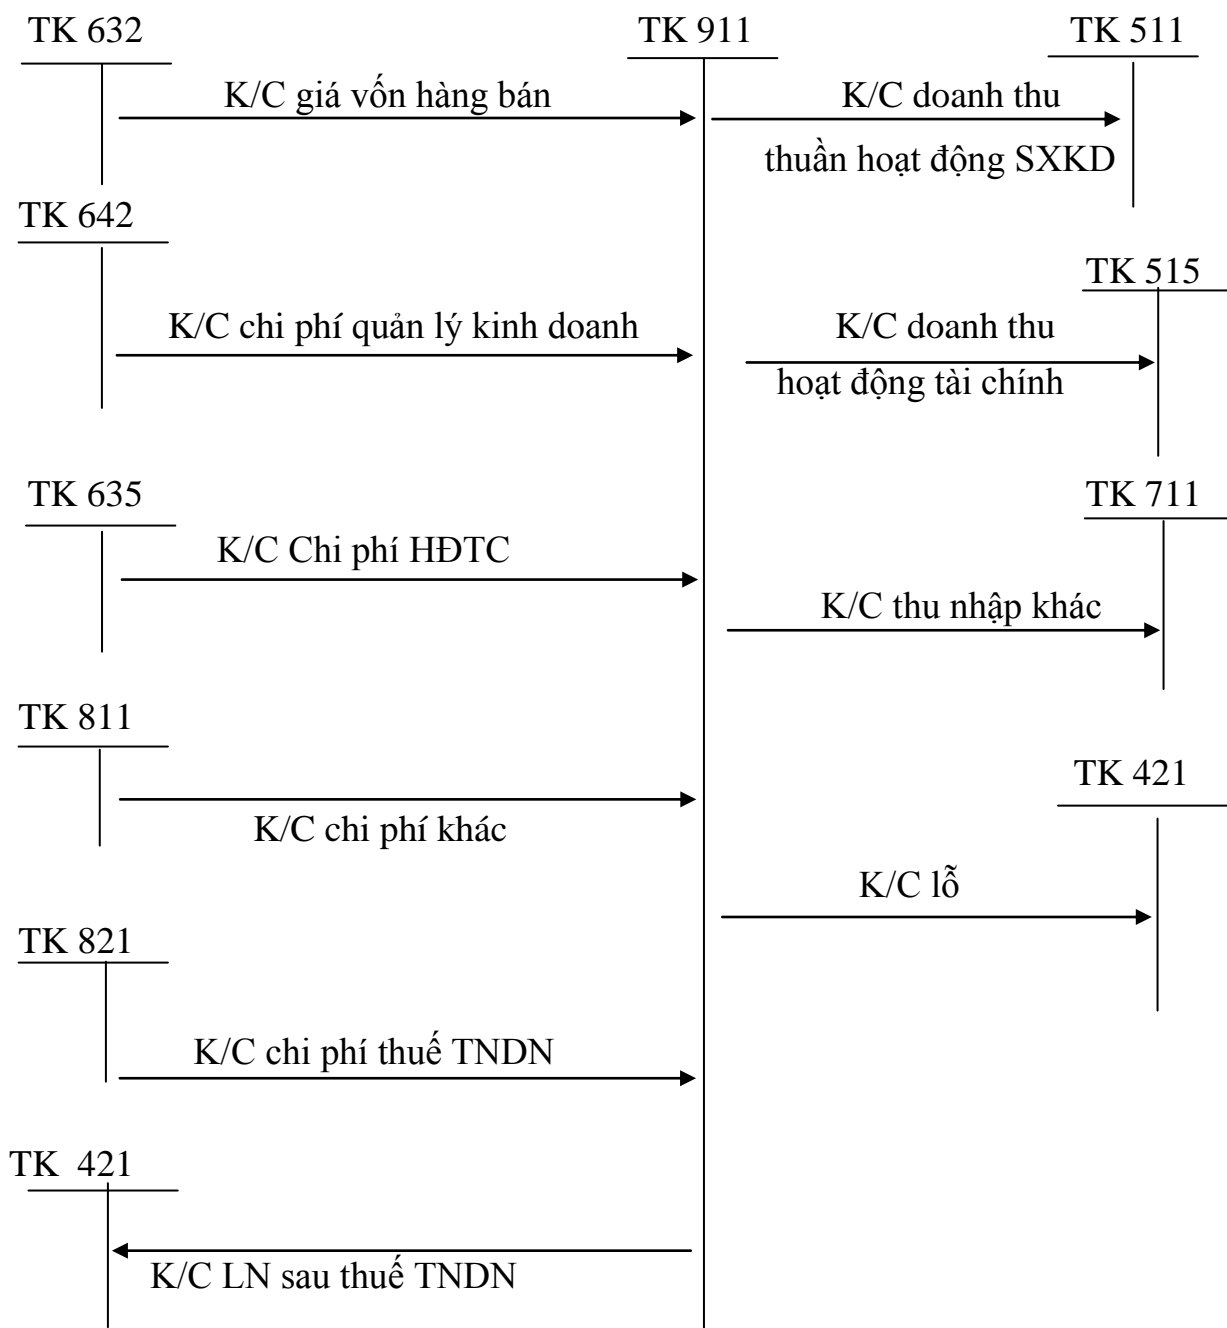 TK 632
TK 911
TK 511
K/C giá vốn hàng bán
K/C doanh thu
thuần hoạt động SXKD
TK 642
TK 515
K/C chi phí quản lý kinh doanh
K/C doanh thu
hoạt động tài chính
TK 635
TK 711
K/C Chi phí HĐTC
K/C thu nhập khác
TK 811
TK 421
K/C chi phí khác
K/C lỗ
TK 821
K/C chi phí thuế TNDN
TK 421
K/C LN sau thuế TNDN